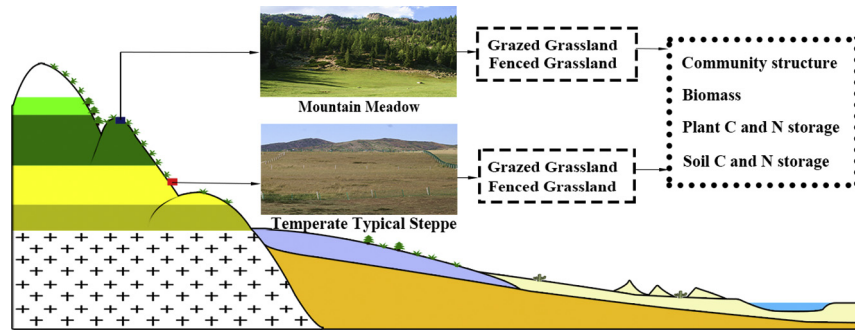 Grazed Grassland
Fenced Grassland
Mountain Meadow
Community structure
Biomass
Plant C and N storage
Soil C and N storage
Grazed Grassland
Fenced Grassland
Temperate Typical Steppe